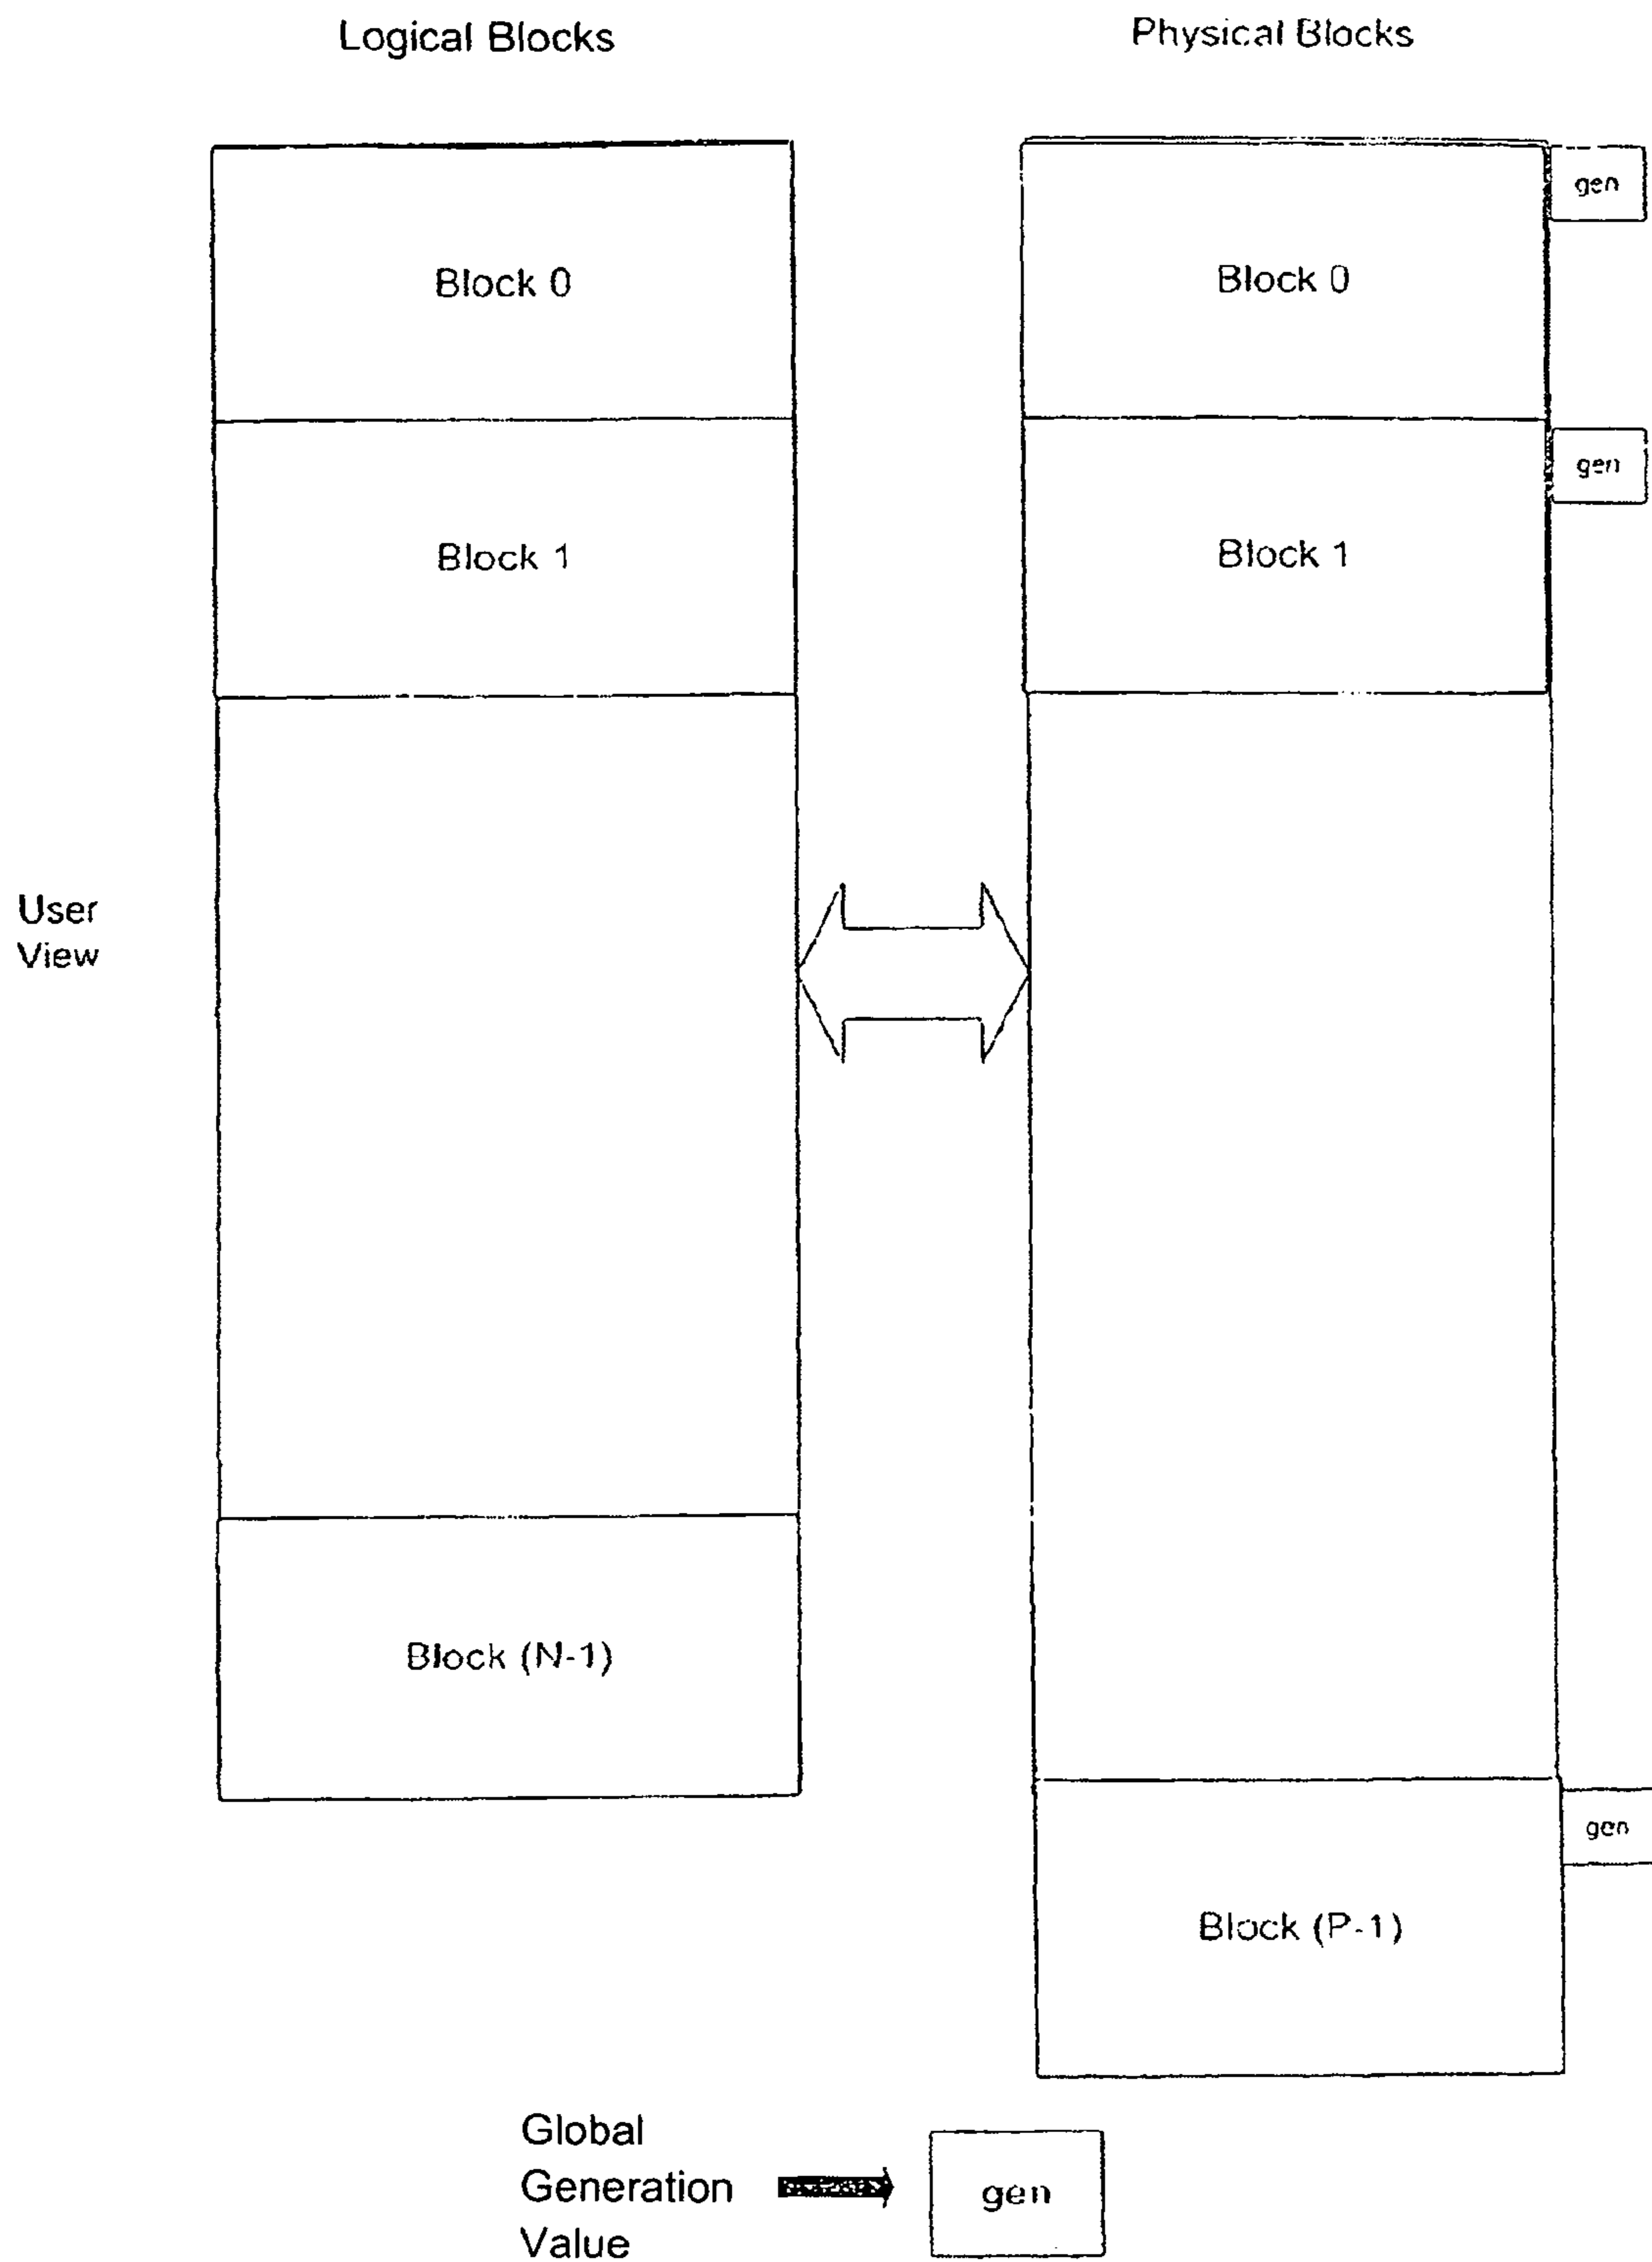 Logical Blocks
Physical Blocks
gen
Block 0
Block 0
gen
Block 1
Block 1
User
View
Block (N-1)
gen
Block (P-1)
Global
Generation
Value
gen